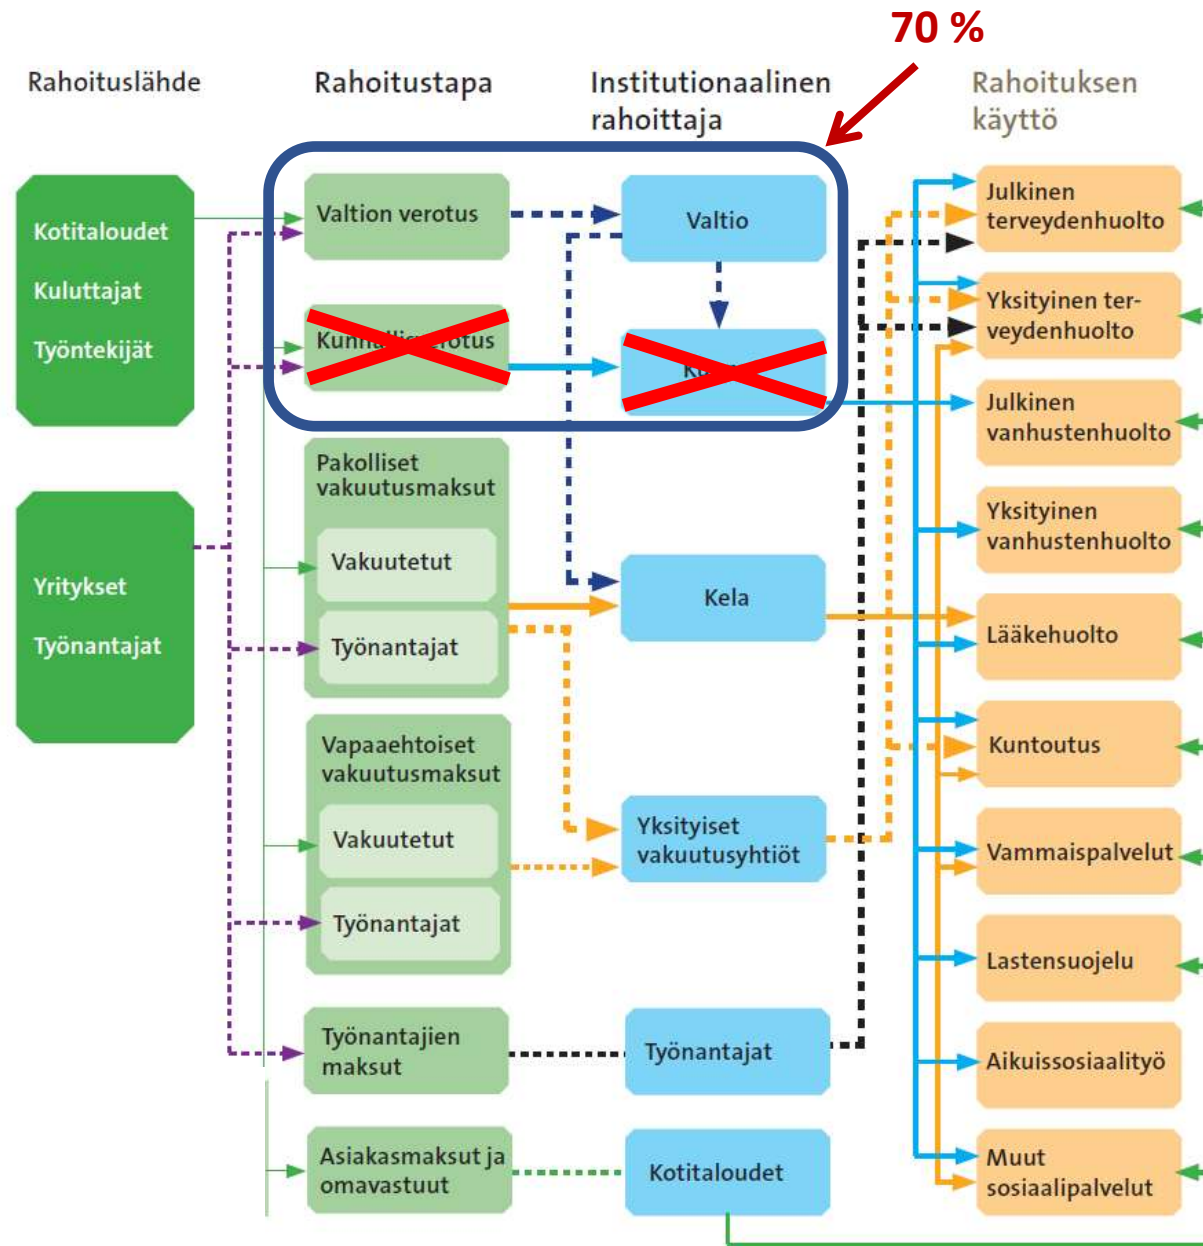 70 %
Rahoituslähde
Rahoitustapa
Institutionaalinen
rahoittaja
Rahoituksen
käyttö
Kotitaloudet
Kuluttajat
Työntekijät
Yritykset
Työnantajat
Valtion verotus
Pakolliset
vakuutusmaksut
Vakuutetut
Työnantajat
Vapaaehtoiset
vakuutusmaksut
Vakuutetut
Työnantajat
Työnantajien
maksut
Asiakasmaksut ja
omavastuut
Valtio
Kela
Yksityiset
vakuutusyhtiöt
Työnantajat
Kotitaloudet
Julkinen
terveydenhuolto
Yksityinen ter-
veydenhuolto
Julkinen
vanhustenhuolto
Yksityinen
vanhustenhuolto
Lääkehuolto
Kuntoutus
Vammaispalvelut
Lastensuojelu
Aikuissosiaalityö
Muut
sosiaalipalvelut